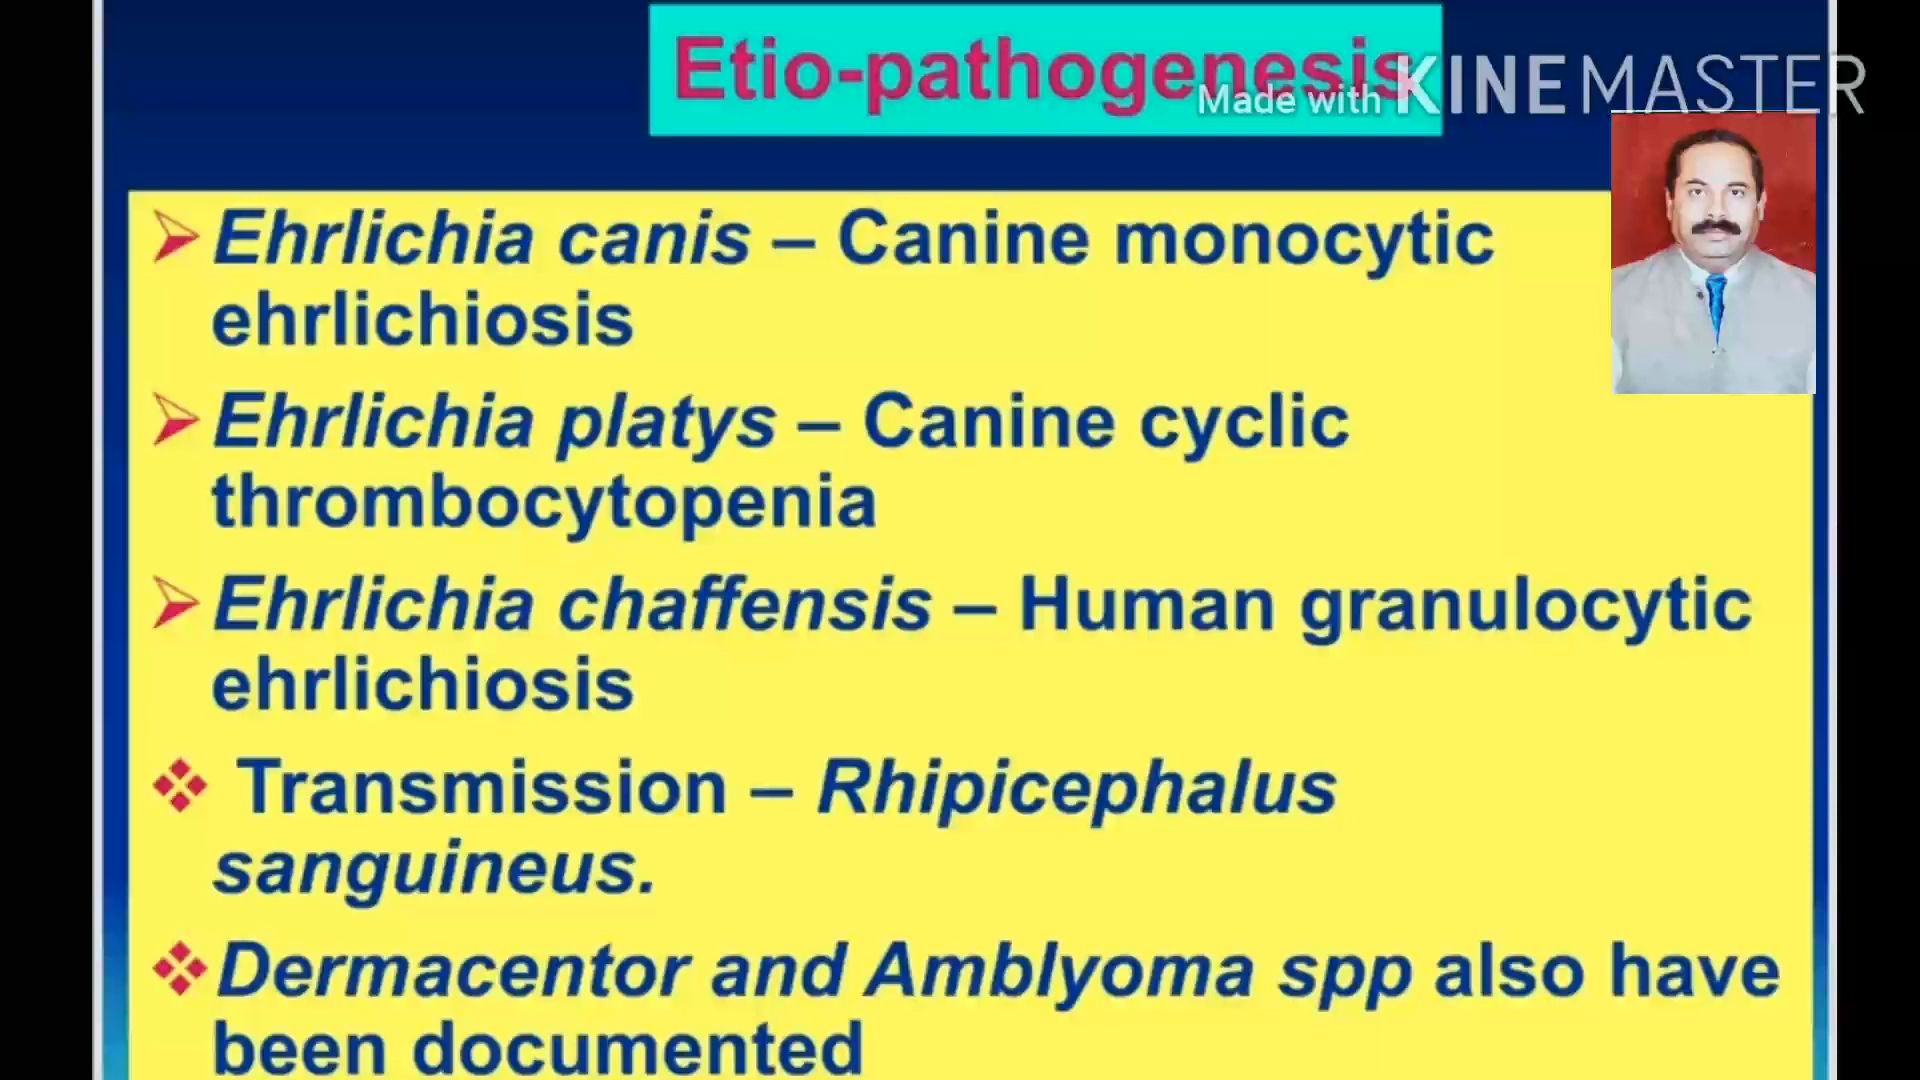 Etio-pathogenesis
Made with KINEMASTER
Ehrlichia canis – Canine monocytic
ehrlichiosis
Ehrlichia platys – Canine cyclic
thrombocytopenia
Ehrlichia chaffensis – Human granulocytic
ehrlichiosis
Transmission – Rhipicephalus
sanguineus.
Dermacentor and Amblyoma spp also have
been documented